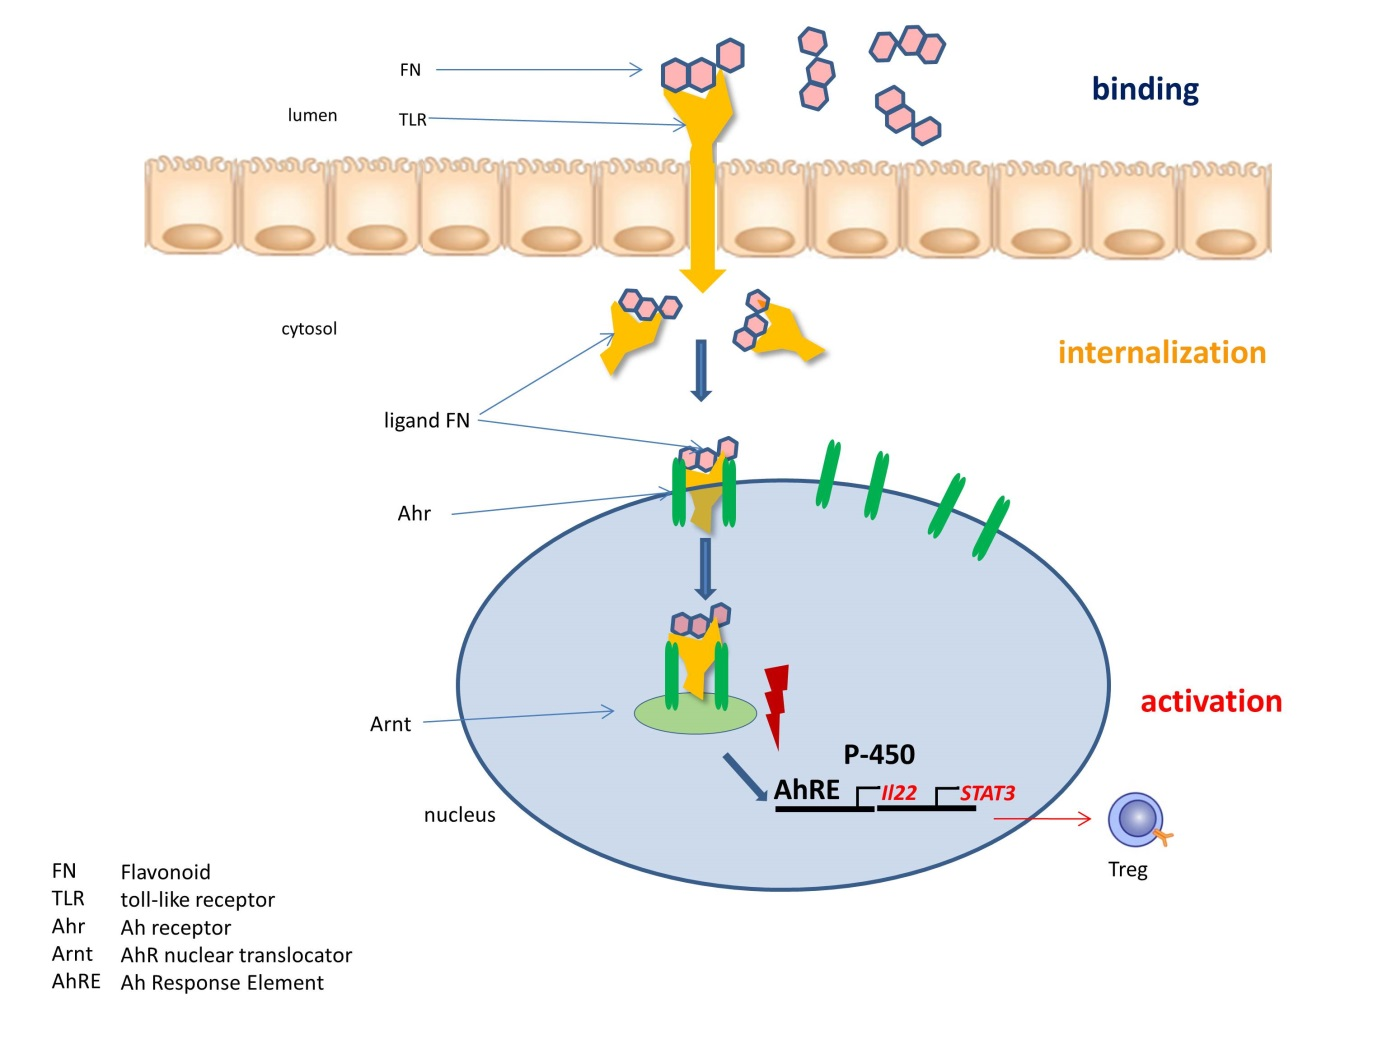 FN
binding
lumen
TLR
cytosol
internalization
ligand FN
Ahr
activation
Arnt
P-450
AhRE Il22 STAT3
nucleus
Treg
FN Flavonoid
TLR toll-like receptor
Ahr Ah receptor
Arnt AhR nuclear translocator
AhRE Ah Response Element